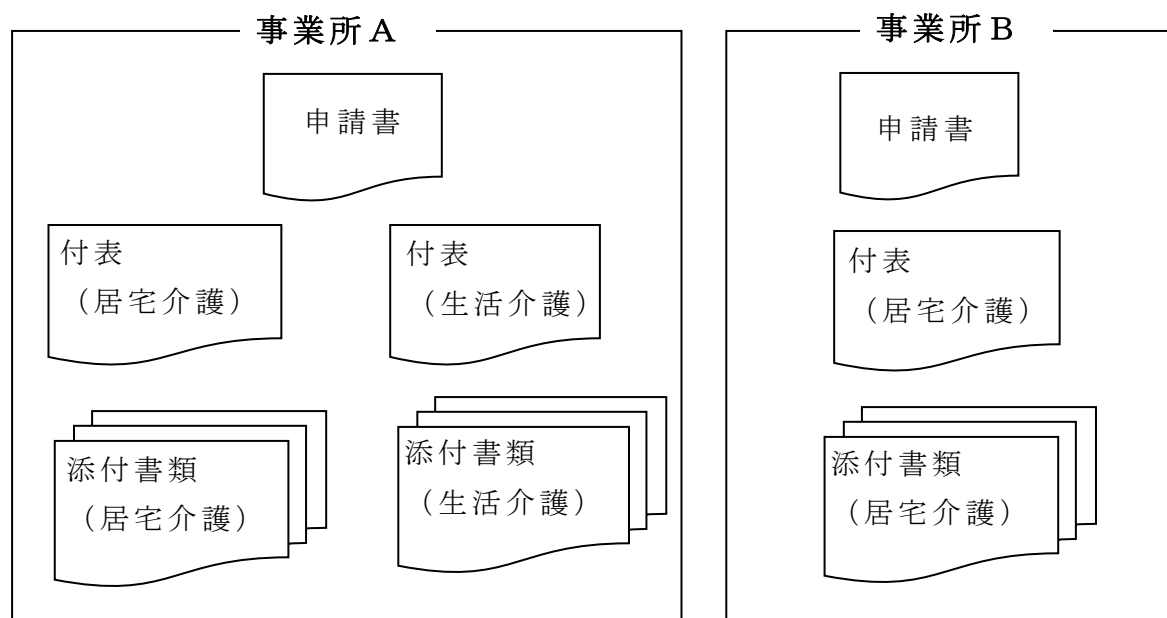 事業所A
申請書
付表
（居宅介護）
付表
（生活介護）
添付書類
（居宅介護）
添付書類
（生活介護）
事業所B
申請書
付表
（居宅介護）
添付書類
（居宅介護）